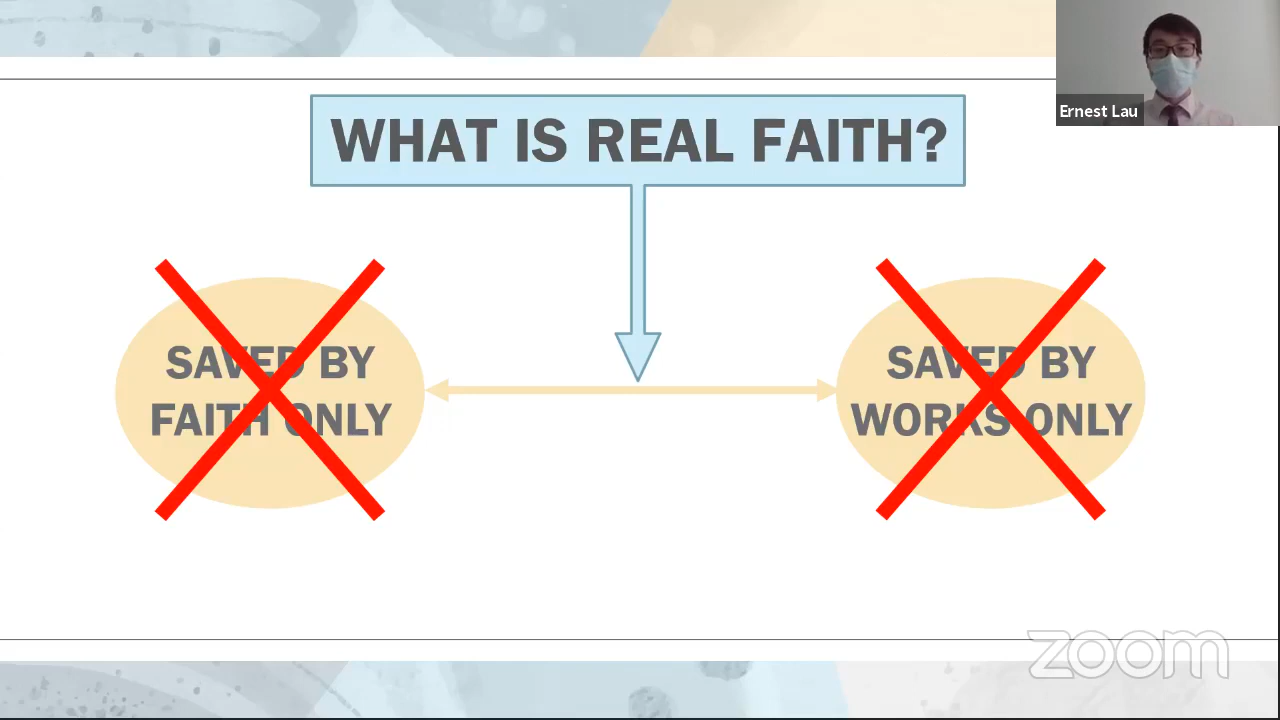 WHAT IS REAL FAITH?
Ernest Lau
SAVED BY
FAITH ONLY
SAVED BY
WORKS ONLY
zoom